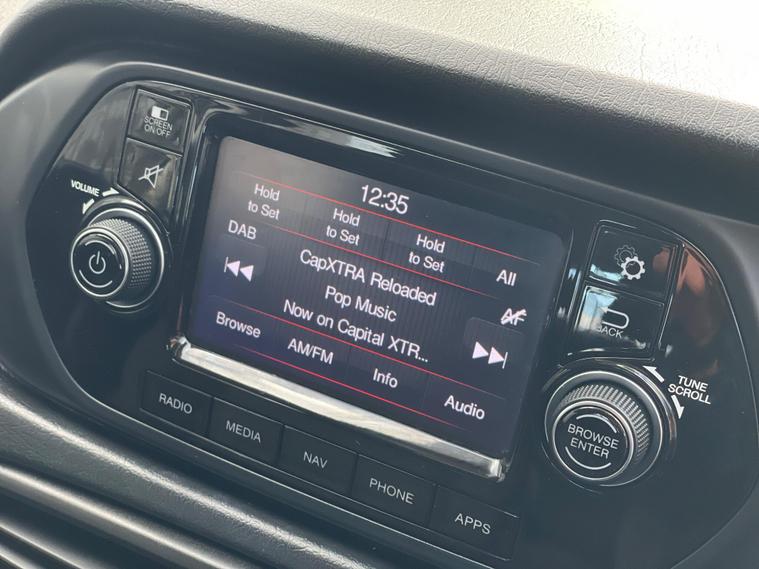 SCREEN
ON OFF
VOLUME
12:35
Hold
to Set
Hold
to Set
Hold
to Set
All
DAB
CapXTRA Reloaded
Pop Music
Now on Capital XTR...
AF
Browse
AM/FM
Info
Audio
BACK
TUNE
SCROLL
BROWSE
ENTER
RADIO
MEDIA
NAV
PHONE
APPS